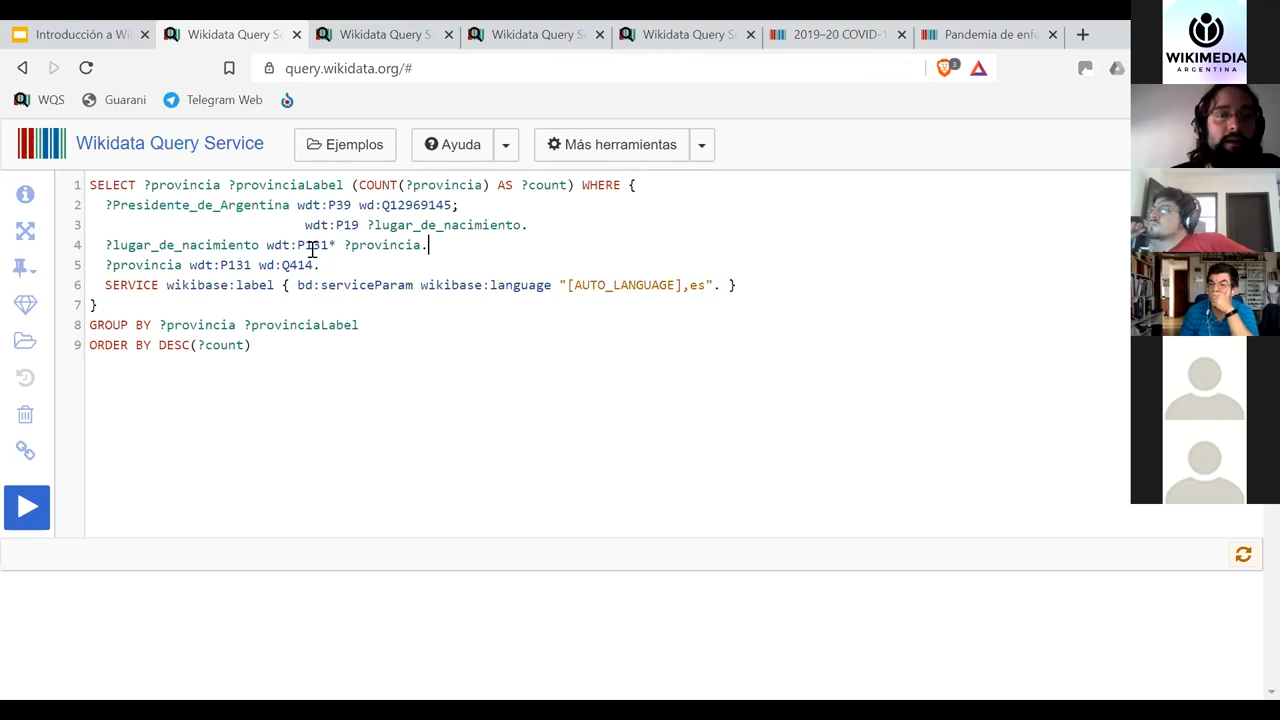 Introducción a Wi
Wikidata Query Se
Wikidata Query S
Wikidata Query S
Wikidata Query S
2019–20 COVID-1
Pandemia de enfe
query.wikidata.org/#
3
WQS
Guarani
Telegram Web
Wikidata Query Service
Ejemplos
Ayuda
Más herramientas
1 SELECT ?provincia ?provinciaLabel (COUNT(?provincia) AS ?count) WHERE {
2 ?Presidente_de_Argentina wdt:P39 wd:Q12969145;
3 wdt:P19 ?lugar_de_nacimiento.
4 ?lugar_de_nacimiento wdt:P131* ?provincia.
5 ?provincia wdt:P131 wd:Q414.
6 SERVICE wikibase:label { bd:serviceParam wikibase:language "[AUTO_LANGUAGE],es". }
7 }
8 GROUP BY ?provincia ?provinciaLabel
9 ORDER BY DESC(?count)
WIKIMEDIA
ARGENTINA